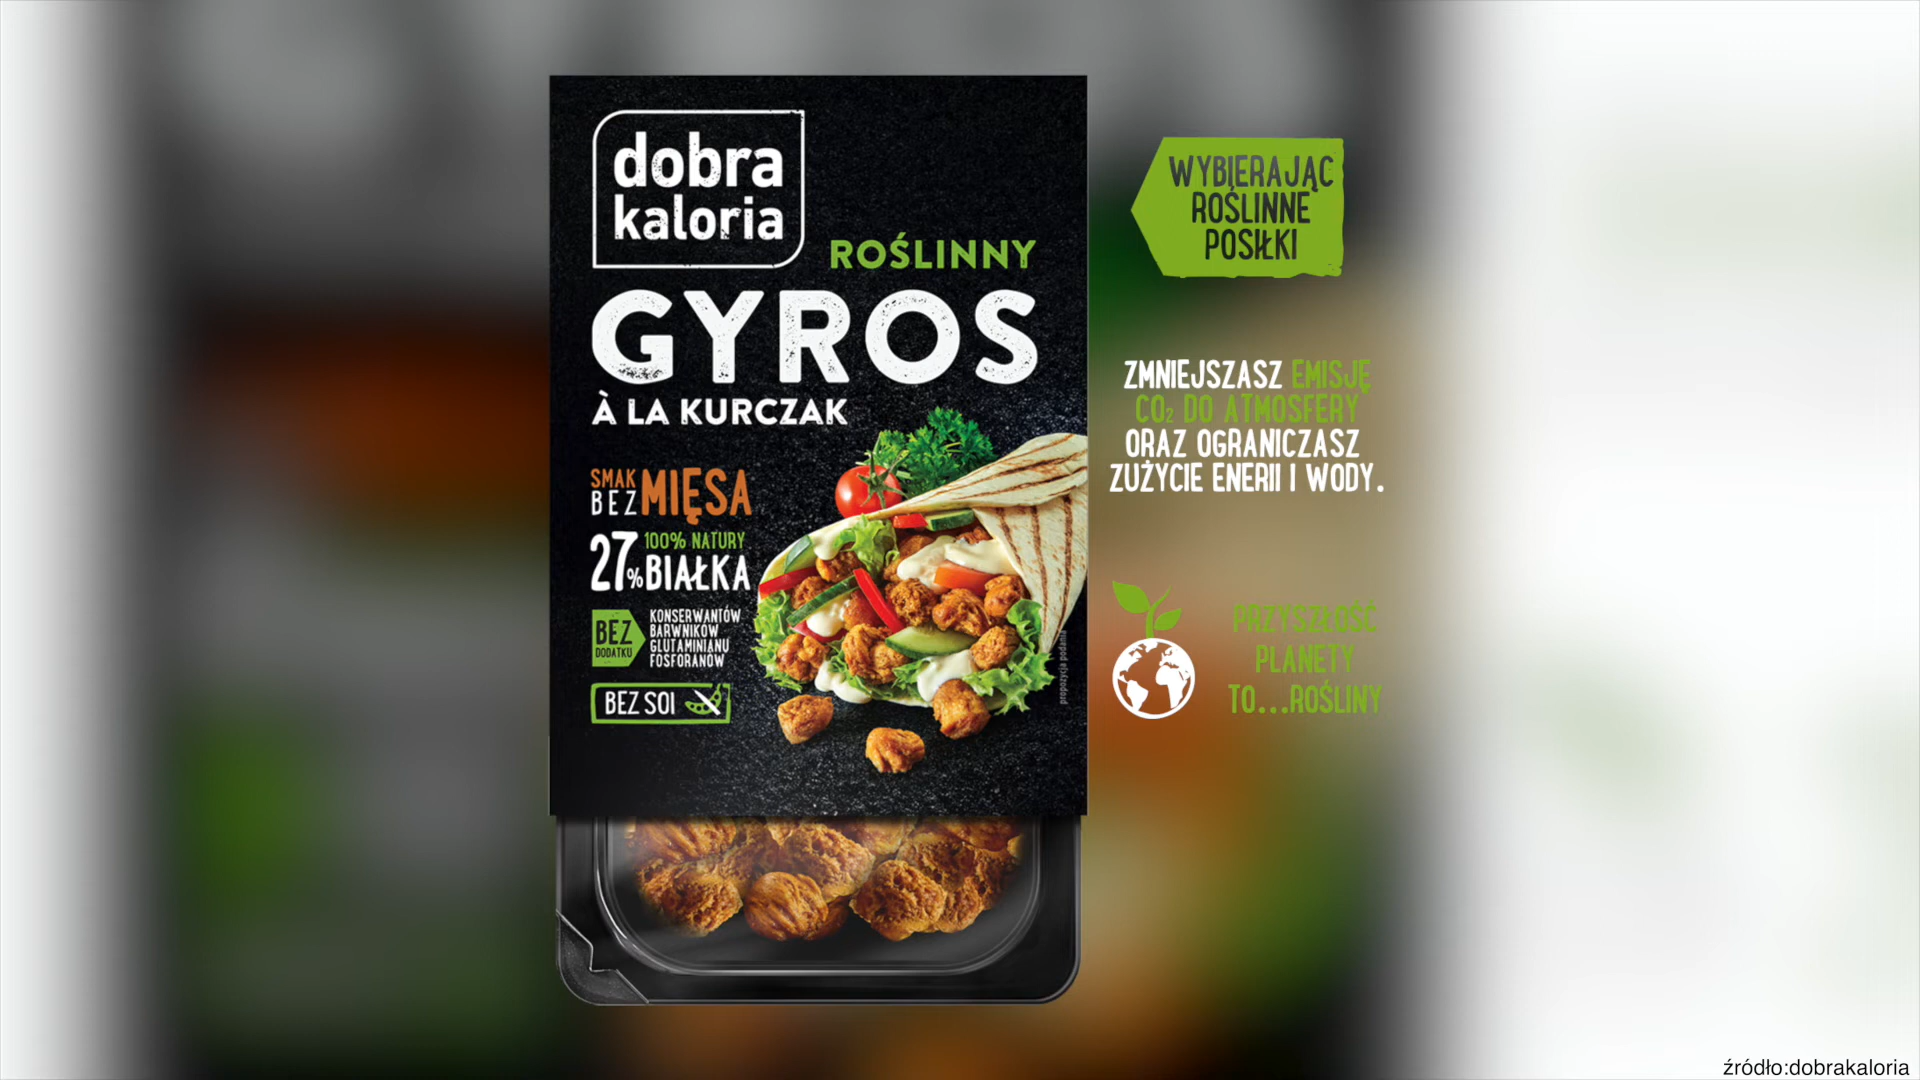 dobra
kaloria
ROŚLINNY
GYROS
À LA KURCZAK
SMAK
BEZ MIĘSA
100% NATURY
27% BIAŁKA
BEZ
DODATKU
KONSERWANTÓW
BARWNIKÓW
GLUTAMINIANU
FOSFORANÓW
BEZ SOI
propozycja podania
WYBIERAJĄC
ROŚLINNE
POSIŁKI
ZMNIEJSZASZ EMISJĘ
CO₂ DO ATMOSFERY
ORAZ OGRANICZASZ
ZUŻYCIE ENERII I WODY.
PRZYSZŁOŚĆ
PLANETY
TO...ROŚLINY
źródło:dobrakaloria